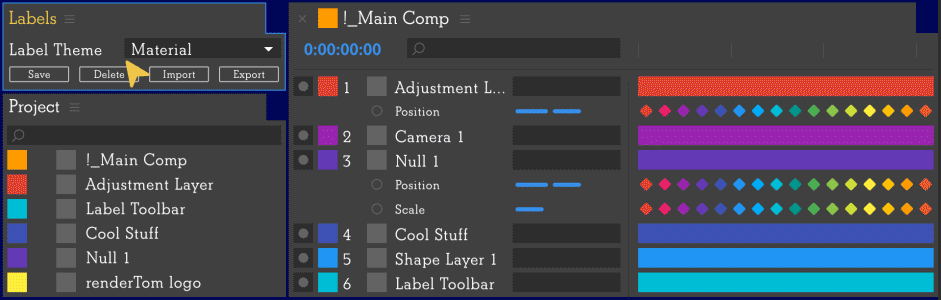 Labels
Label Theme Material
Save Delete Import Export
Project
!_Main Comp
Adjustment Layer
Label Toolbar
Cool Stuff
Null 1
renderTom logo
!_Main Comp
0:00:00:00
1 Adjustment L...
Position
2 Camera 1
3 Null 1
Position
Scale
4 Cool Stuff
5 Shape Layer 1
6 Label Toolbar